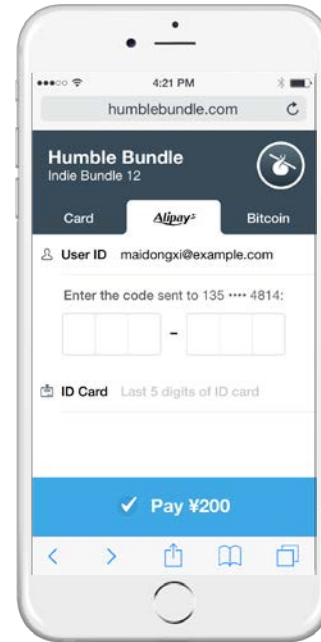 4:21 PM
humblebundle.com
Humble Bundle
Indie Bundle 12
Card Alipay Bitcoin
User ID maidongxi@example.com
Enter the code sent to 135 •••• 4814:
-
ID Card Last 5 digits of ID card
Pay ¥200